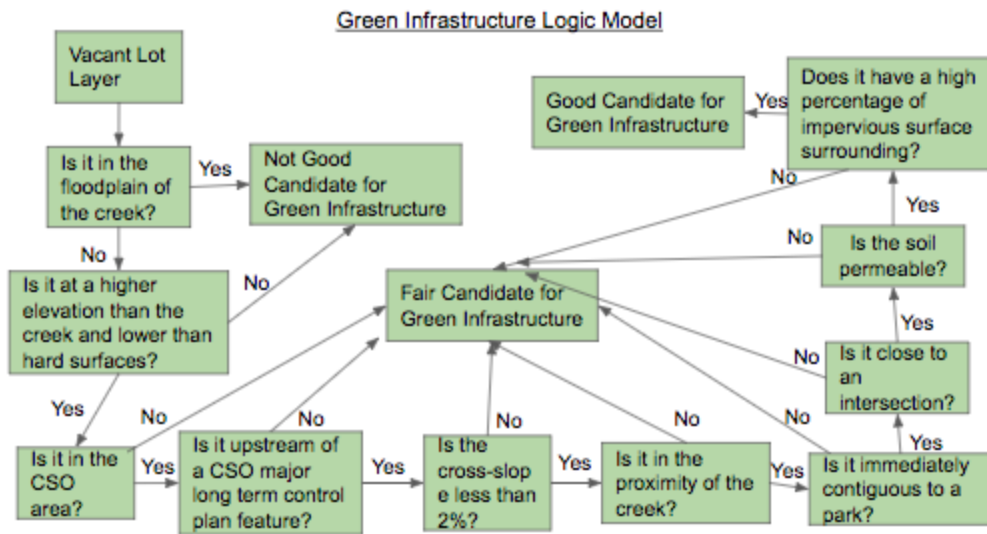 Green Infrastructure Logic Model
Vacant Lot
Layer
Is it in the
floodplain of
the creek?
Yes
Not Good
Candidate for
Green Infrastructure
No
Is it at a higher
elevation than the
creek and lower than
hard surfaces?
No
Yes
Is it in the
CSO
area?
No
Yes
Is it upstream of
a CSO major
long term control
plan feature?
No
Yes
Is the
cross-slop
e less than
2%?
No
Yes
Is it in the
proximity of the
creek?
No
Yes
Is it immediately
contiguous to a
park?
No
Yes
Is it close to
an
intersection?
No
Yes
Is the soil
permeable?
No
Yes
Does it have a high
percentage of
impervious surface
surrounding?
No
Yes
Good Candidate for
Green Infrastructure
Fair Candidate for
Green Infrastructure